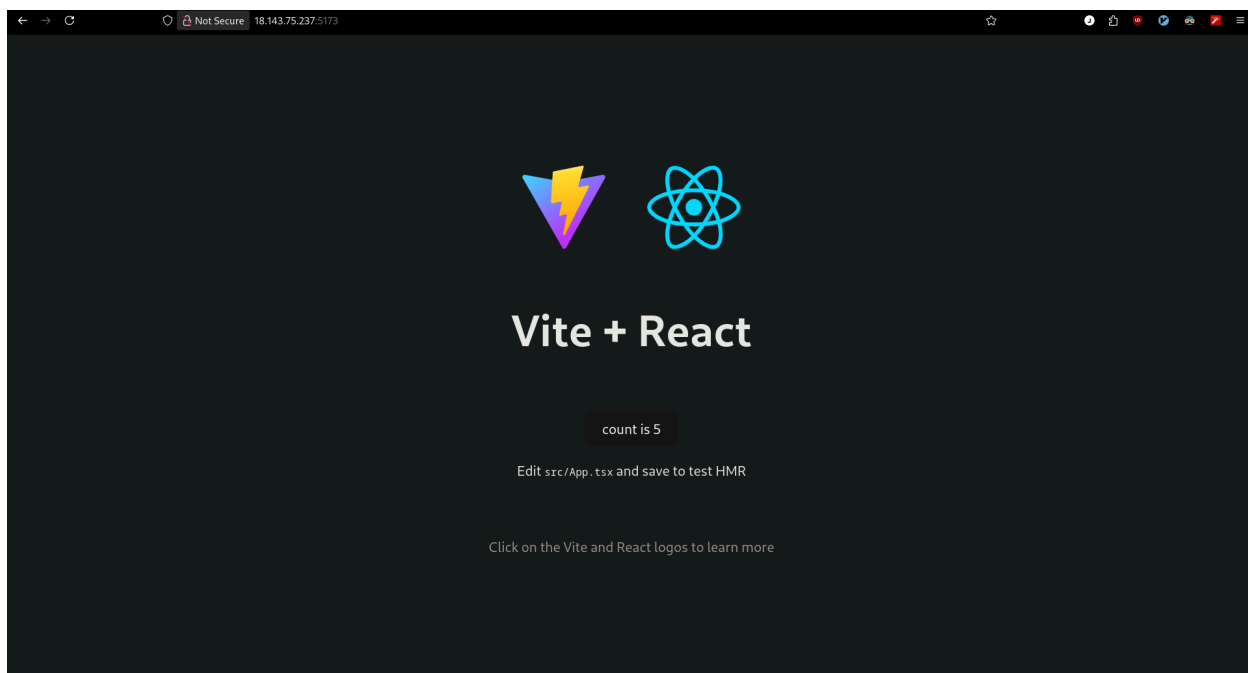 Not Secure 18.143.75.237:5173
Vite + React
count is 5
Edit src/App.tsx and save to test HMR
Click on the Vite and React logos to learn more